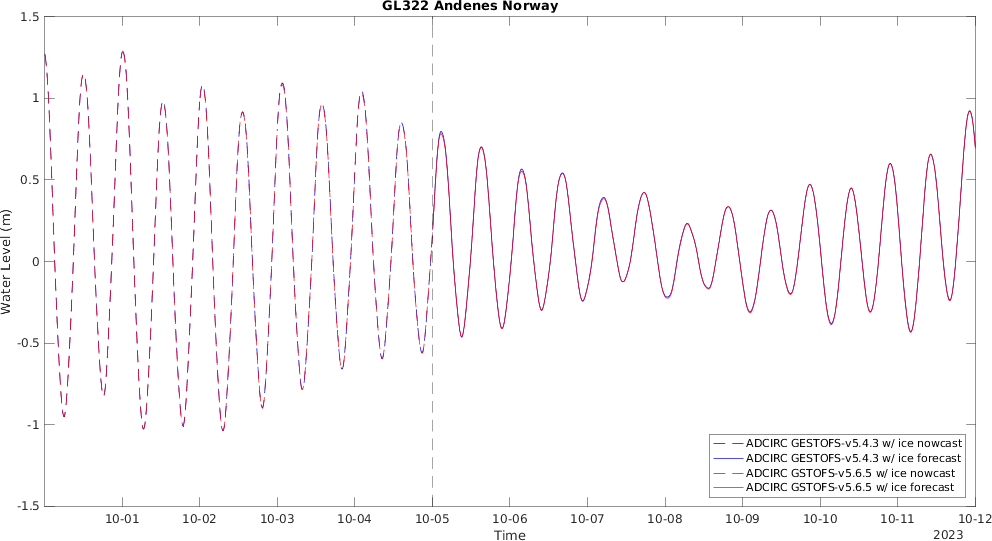 GL322 Andenes Norway
Water Level (m)
1.5
1
0.5
0
-0.5
-1
-1.5
ADCIRC GESTOFS-v5.4.3 w/ ice nowcast
ADCIRC GESTOFS-v5.4.3 w/ ice forecast
ADCIRC GSTOFS-v5.6.5 w/ ice nowcast
ADCIRC GSTOFS-v5.6.5 w/ ice forecast
10-01 10-02 10-03 10-04 10-05 10-06 10-07 10-08 10-09 10-10 10-11 10-12
Time
2023